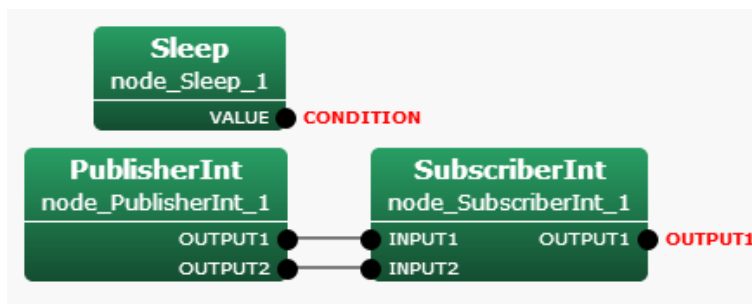 Sleep
node_Sleep_1
VALUE CONDITION
PublisherInt SubscriberInt
node_PublisherInt_1 node_SubscriberInt_1
OUTPUT1 INPUT1 OUTPUT1 OUTPUT1
OUTPUT2 INPUT2